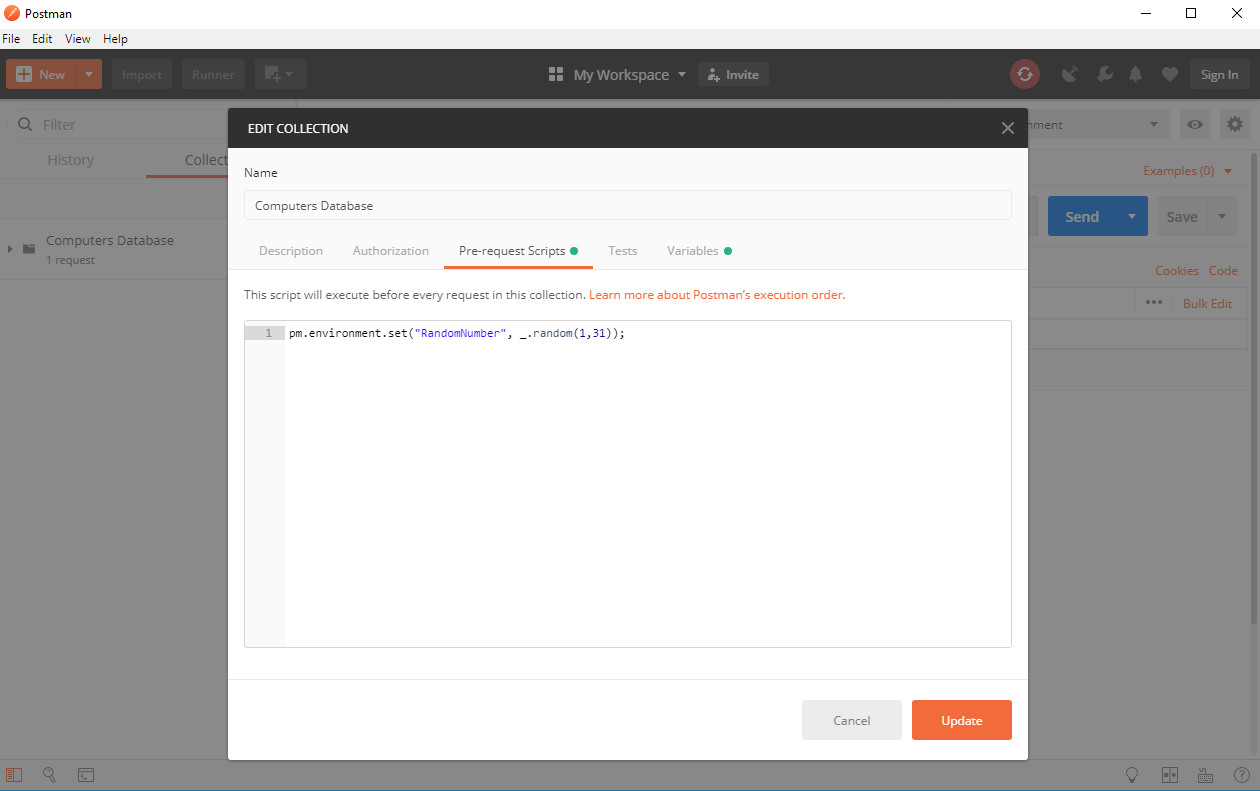 Postman
File Edit View Help
New Import Runner My Workspace Invite Sign In
Filter
History Collect
Computers Database
1 request
nment
Examples (0)
Send Save
Cookies Code
••• Bulk Edit
EDIT COLLECTION
Name
Computers Database
Description Authorization Pre-request Scripts Tests Variables
This script will execute before every request in this collection. Learn more about Postman's execution order.
1 pm.environment.set("RandomNumber", _.random(1,31));
Cancel Update